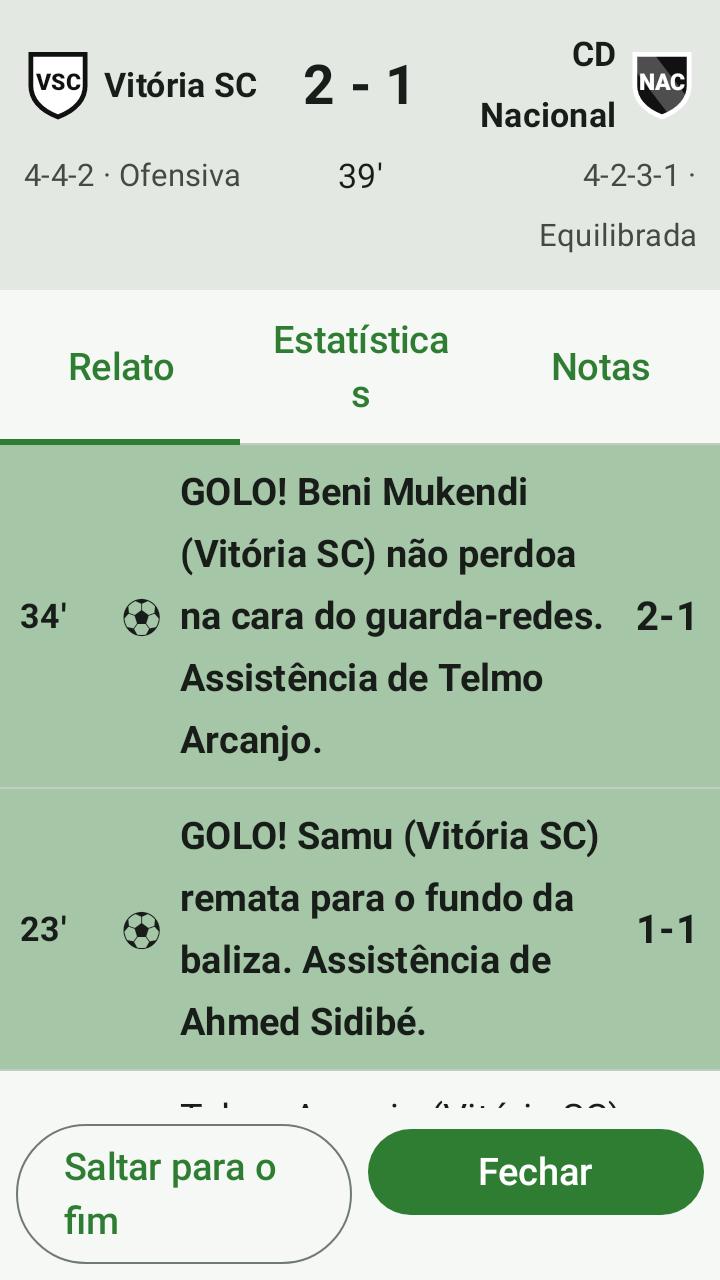 VSC Vitória SC 2 - 1 CD Nacional NAC
4-4-2 · Ofensiva 39' 4-2-3-1 ·
Equilibrada
Relato Estatística
s Notas
GOLO! Beni Mukendi
(Vitória SC) não perdoa
34' na cara do guarda-redes. 2-1
Assistência de Telmo
Arcanjo.
GOLO! Samu (Vitória SC)
remata para o fundo da
23' baliza. Assistência de 1-1
Ahmed Sidibé.
Saltar para o
fim
Fechar